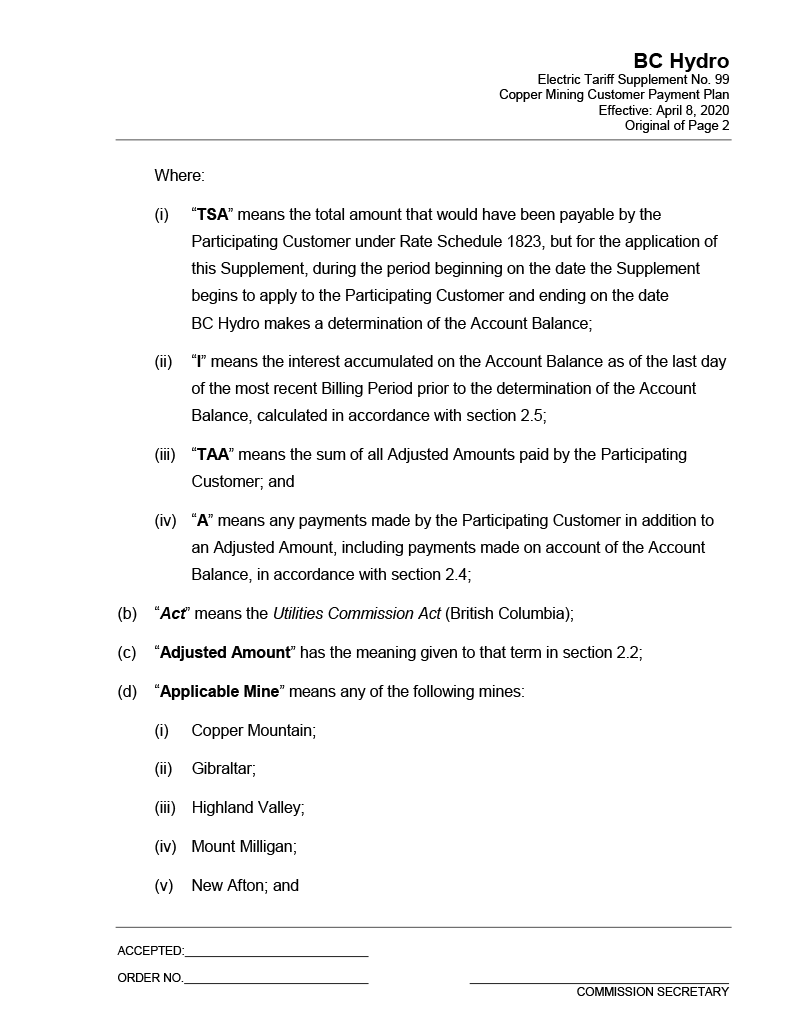 BC Hydro
Electric Tariff Supplement No. 99
Copper Mining Customer Payment Plan
Effective: April 8, 2020
Original of Page 2
Where:
(i) “TSA” means the total amount that would have been payable by the
Participating Customer under Rate Schedule 1823, but for the application of
this Supplement, during the period beginning on the date the Supplement
begins to apply to the Participating Customer and ending on the date
BC Hydro makes a determination of the Account Balance;
(ii) “I” means the interest accumulated on the Account Balance as of the last day
of the most recent Billing Period prior to the determination of the Account
Balance, calculated in accordance with section 2.5;
(iii) “TAA” means the sum of all Adjusted Amounts paid by the Participating
Customer; and
(iv) “A” means any payments made by the Participating Customer in addition to
an Adjusted Amount, including payments made on account of the Account
Balance, in accordance with section 2.4;
(b) “Act” means the Utilities Commission Act (British Columbia);
(c) “Adjusted Amount” has the meaning given to that term in section 2.2;
(d) “Applicable Mine” means any of the following mines:
(i) Copper Mountain;
(ii) Gibraltar;
(iii) Highland Valley;
(iv) Mount Milligan;
(v) New Afton; and
ACCEPTED:
ORDER NO.
COMMISSION SECRETARY